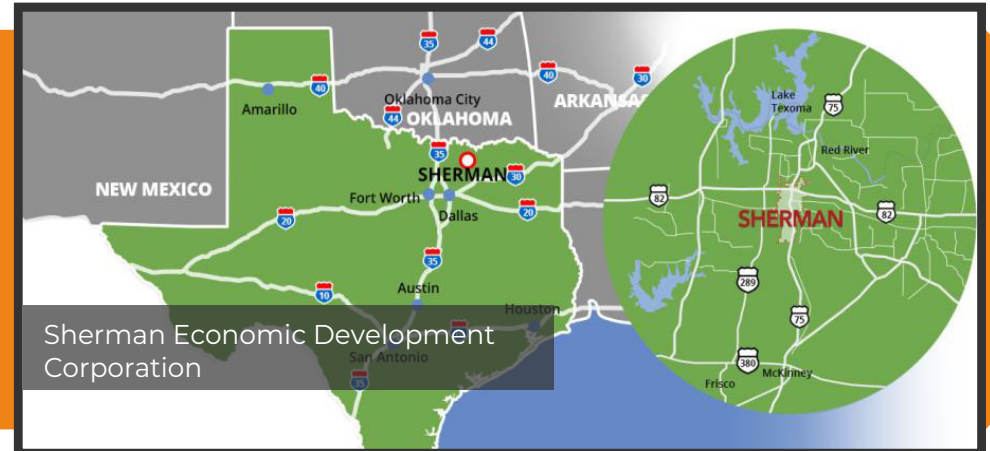 35
44
40
40
30
Amarillo
Oklahoma City
ARKANSA
44
OKLAHOMA
35
SHERMAN
30
NEW MEXICO
Fort Worth
Dallas
20
20
35
10
Austin
Houston
Sherman Economic Development
Corporation
San Antonio
35
Lake
Texoma
75
Red River
82
82
SHERMAN
289
75
380
McKinney
Frisco